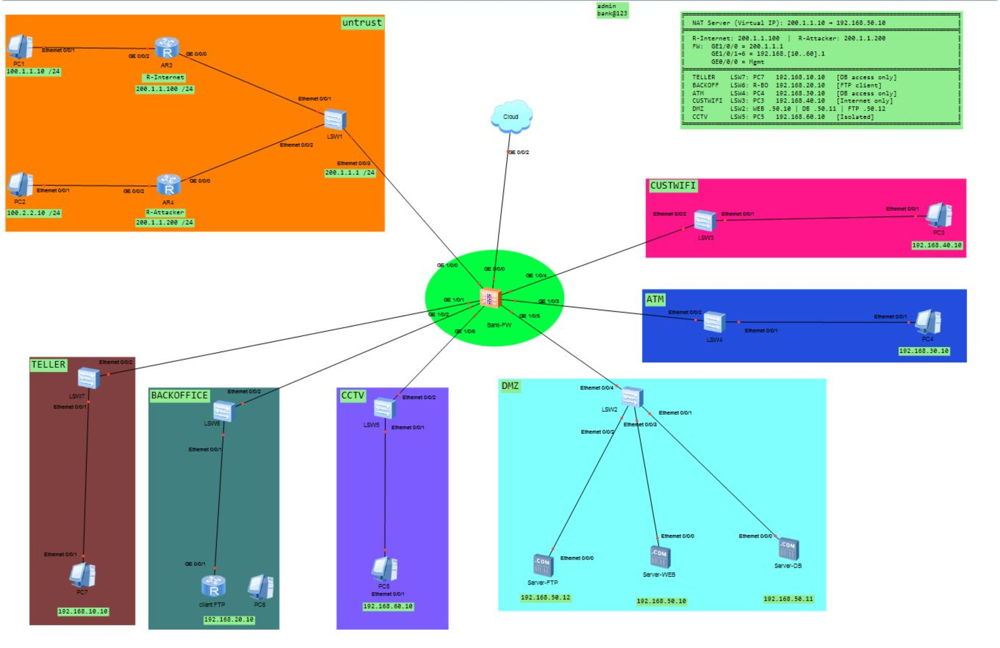 admin
bank@123
NAT Server (Virtual IP): 200.1.1.10 → 192.168.50.10
R-Internet: 200.1.1.100 | R-Attacker: 200.1.1.200
FW: GE1/0/0 = 200.1.1.1
GE1/0/1→6 = 192.168.[10..60].1
GE0/0/0 = Mgmt
TELLER LSW7: PC7 192.168.10.10 [DB access only]
BACKOFF LSW6: R-BO 192.168.20.10 [FTP client]
ATM LSW4: PC4 192.168.30.10 [DB access only]
CUSTWIFI LSW3: PC3 192.168.40.10 [Internet only]
DMZ LSW2: WEB .50.10 | DB .50.11 | FTP .50.12
CCTV LSW5: PC5 192.168.60.10 [Isolated]
untrust
Ethernet 0/0/1
GE 0/0/2
GE 0/0/0
PC1
AR3
100.1.1.10 /24
R-Internet
200.1.1.100 /24
Ethernet 0/0/1
LSW1
Ethernet 0/0/2
Ethernet 0/0/3
200.1.1.1 /24
GE 0/0/0
Ethernet 0/0/1
GE 0/0/2
PC2
AR4
100.2.2.10 /24
R-Attacker
200.1.1.200 /24
Cloud
GE 0/0/2
CUSTWIFI
Ethernet 0/0/2
Ethernet 0/0/1
Ethernet 0/0/1
LSW3
PC3
192.168.40.10
GE 1/0/0
GE 0/0/0
GE 1/0/4
GE 1/0/1
GE 1/0/3
GE 1/0/2
GE 1/0/5
Bank-FW
GE 1/0/6
ATM
Ethernet 0/0/2
Ethernet 0/0/1
Ethernet 0/0/1
LSW4
PC4
192.168.30.10
TELLER
Ethernet 0/0/2
LSW7
Ethernet 0/0/1
Ethernet 0/0/1
PC7
192.168.10.10
BACKOFFICE
Ethernet 0/0/2
LSW6
Ethernet 0/0/1
GE 0/0/1
client FTP
PC6
192.168.20.10
CCTV
Ethernet 0/0/2
LSW5
Ethernet 0/0/1
PC5
Ethernet 0/0/1
192.168.60.10
DMZ
Ethernet 0/0/4
LSW2
Ethernet 0/0/1
Ethernet 0/0/3
Ethernet 0/0/2
Ethernet 0/0/0
Ethernet 0/0/0
Ethernet 0/0/0
.COM
.COM
.COM
Server-FTP
Server-WEB
Server-DB
192.168.50.12
192.168.50.10
192.168.50.11